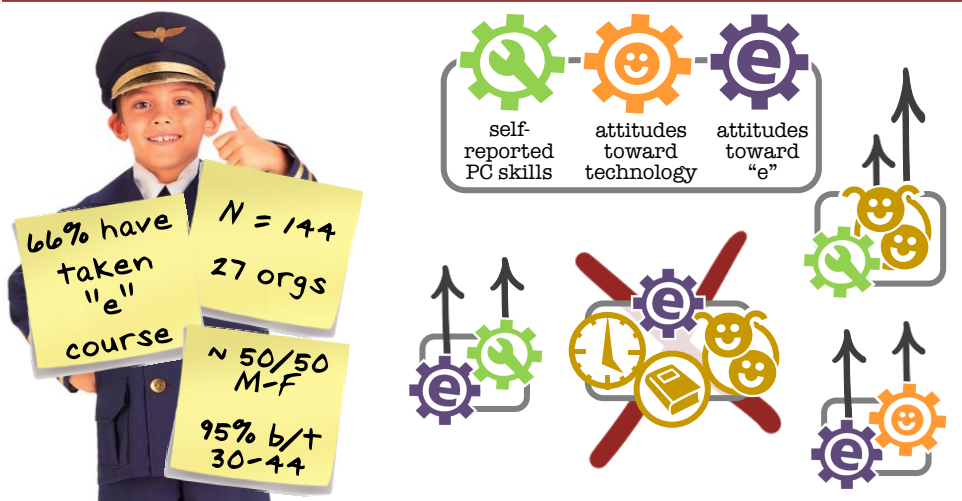 66% have
taken
"e"
course
N = 144
27 orgs
~ 50/50
M-F
95% b/t
30-44
e
self-
reported
PC skills
attitudes
toward
technology
attitudes
toward
“e”
e
e
e